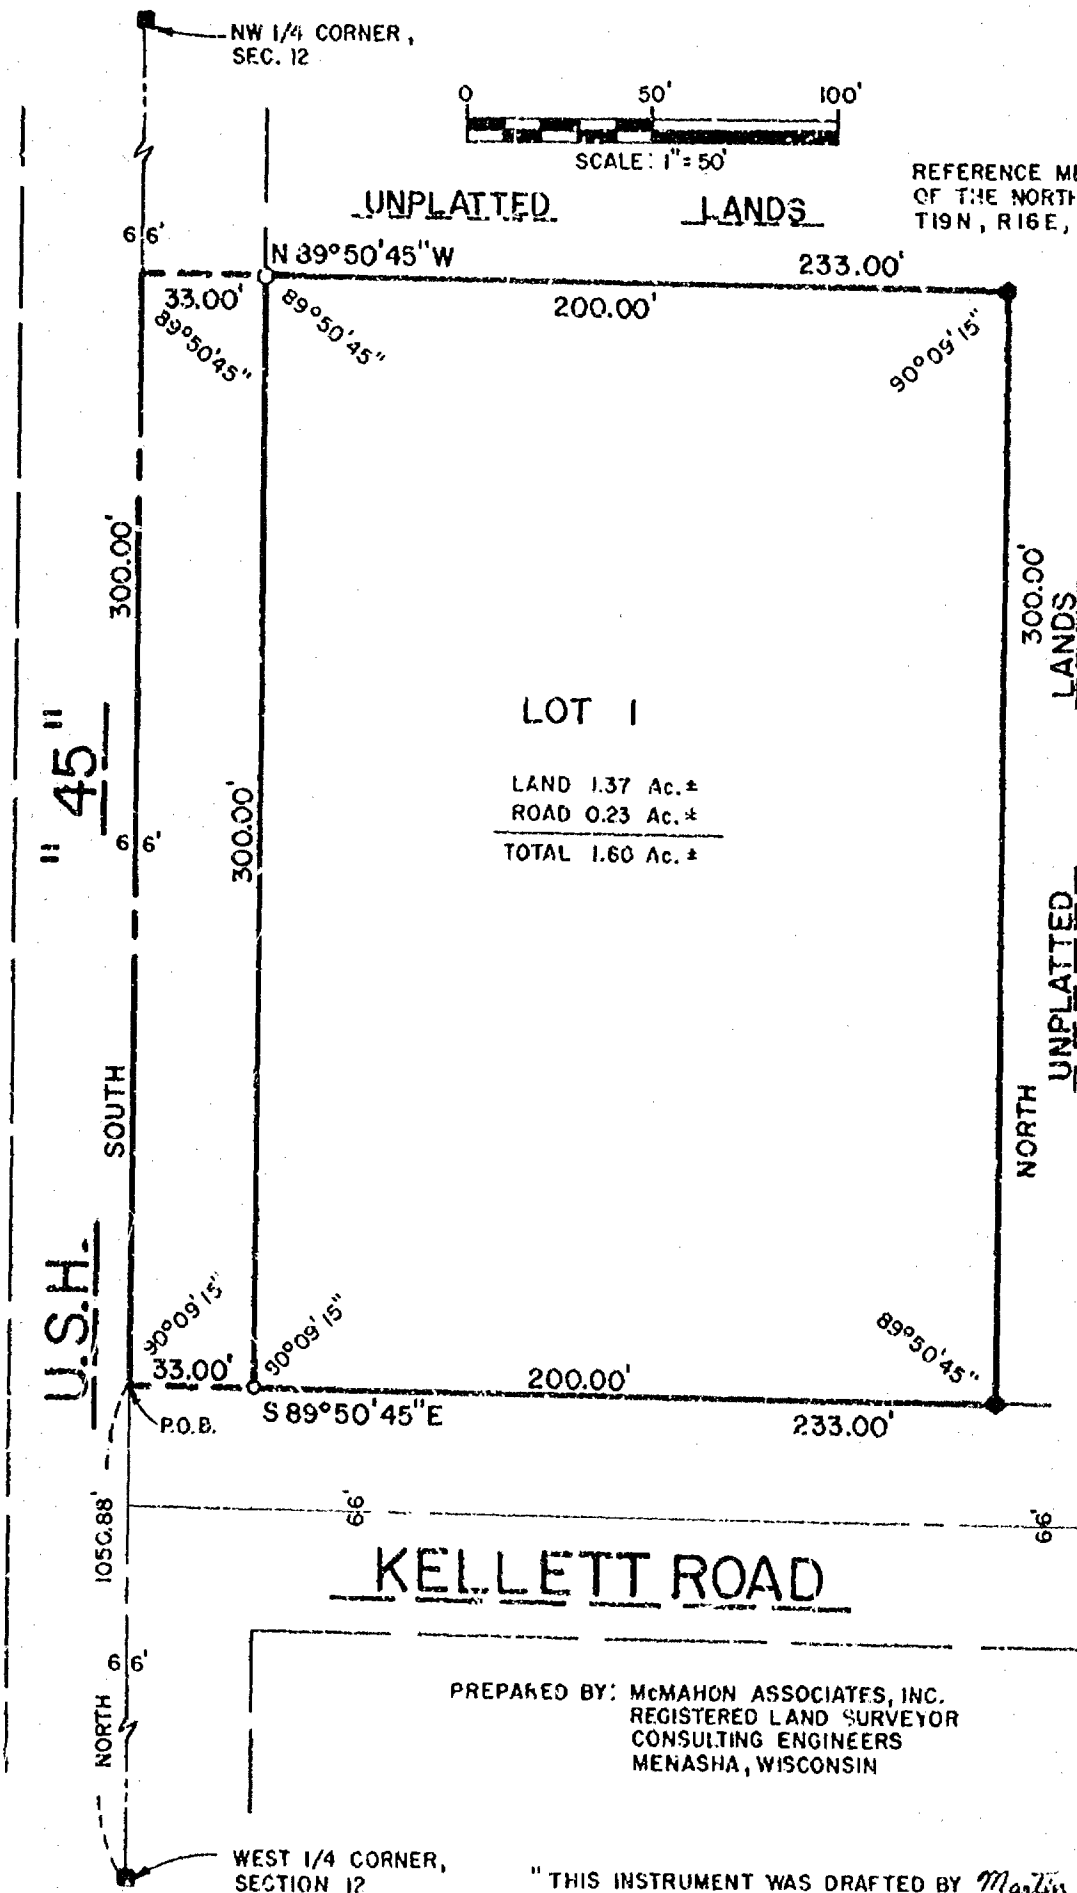 NW 1/4 CORNER,
SEC. 12
0 50' 100'
SCALE: 1"=50'
REFERENCE
OF THE NORTH
T19N, R16E,
UNPLATTED LANDS
66'
N 89°50'45"W
233.00'
33.00'
200.00'
89°50'45"
89°50'45"
90°09'15"
300.00'
300.00'
300.00'
LANDS
UNPLATTED
NORTH
LOT 1
LAND 1.37 Ac.±
ROAD 0.23 Ac.±
TOTAL 1.60 Ac.±
"45"
66'
SOUTH
U.S.H.
90°09'15"
90°09'15"
89°50'45"
33.00'
200.00'
S 89°50'45"E
233.00'
P.O.B.
1050.88'
66'
66'
KELLETT ROAD
66'
NORTH
PREPARED BY: McMAHON ASSOCIATES, INC.
REGISTERED LAND SURVEYOR
CONSULTING ENGINEERS
MENASHA, WISCONSIN
WEST 1/4 CORNER,
SECTION 12
"THIS INSTRUMENT WAS DRAFTED BY Martin